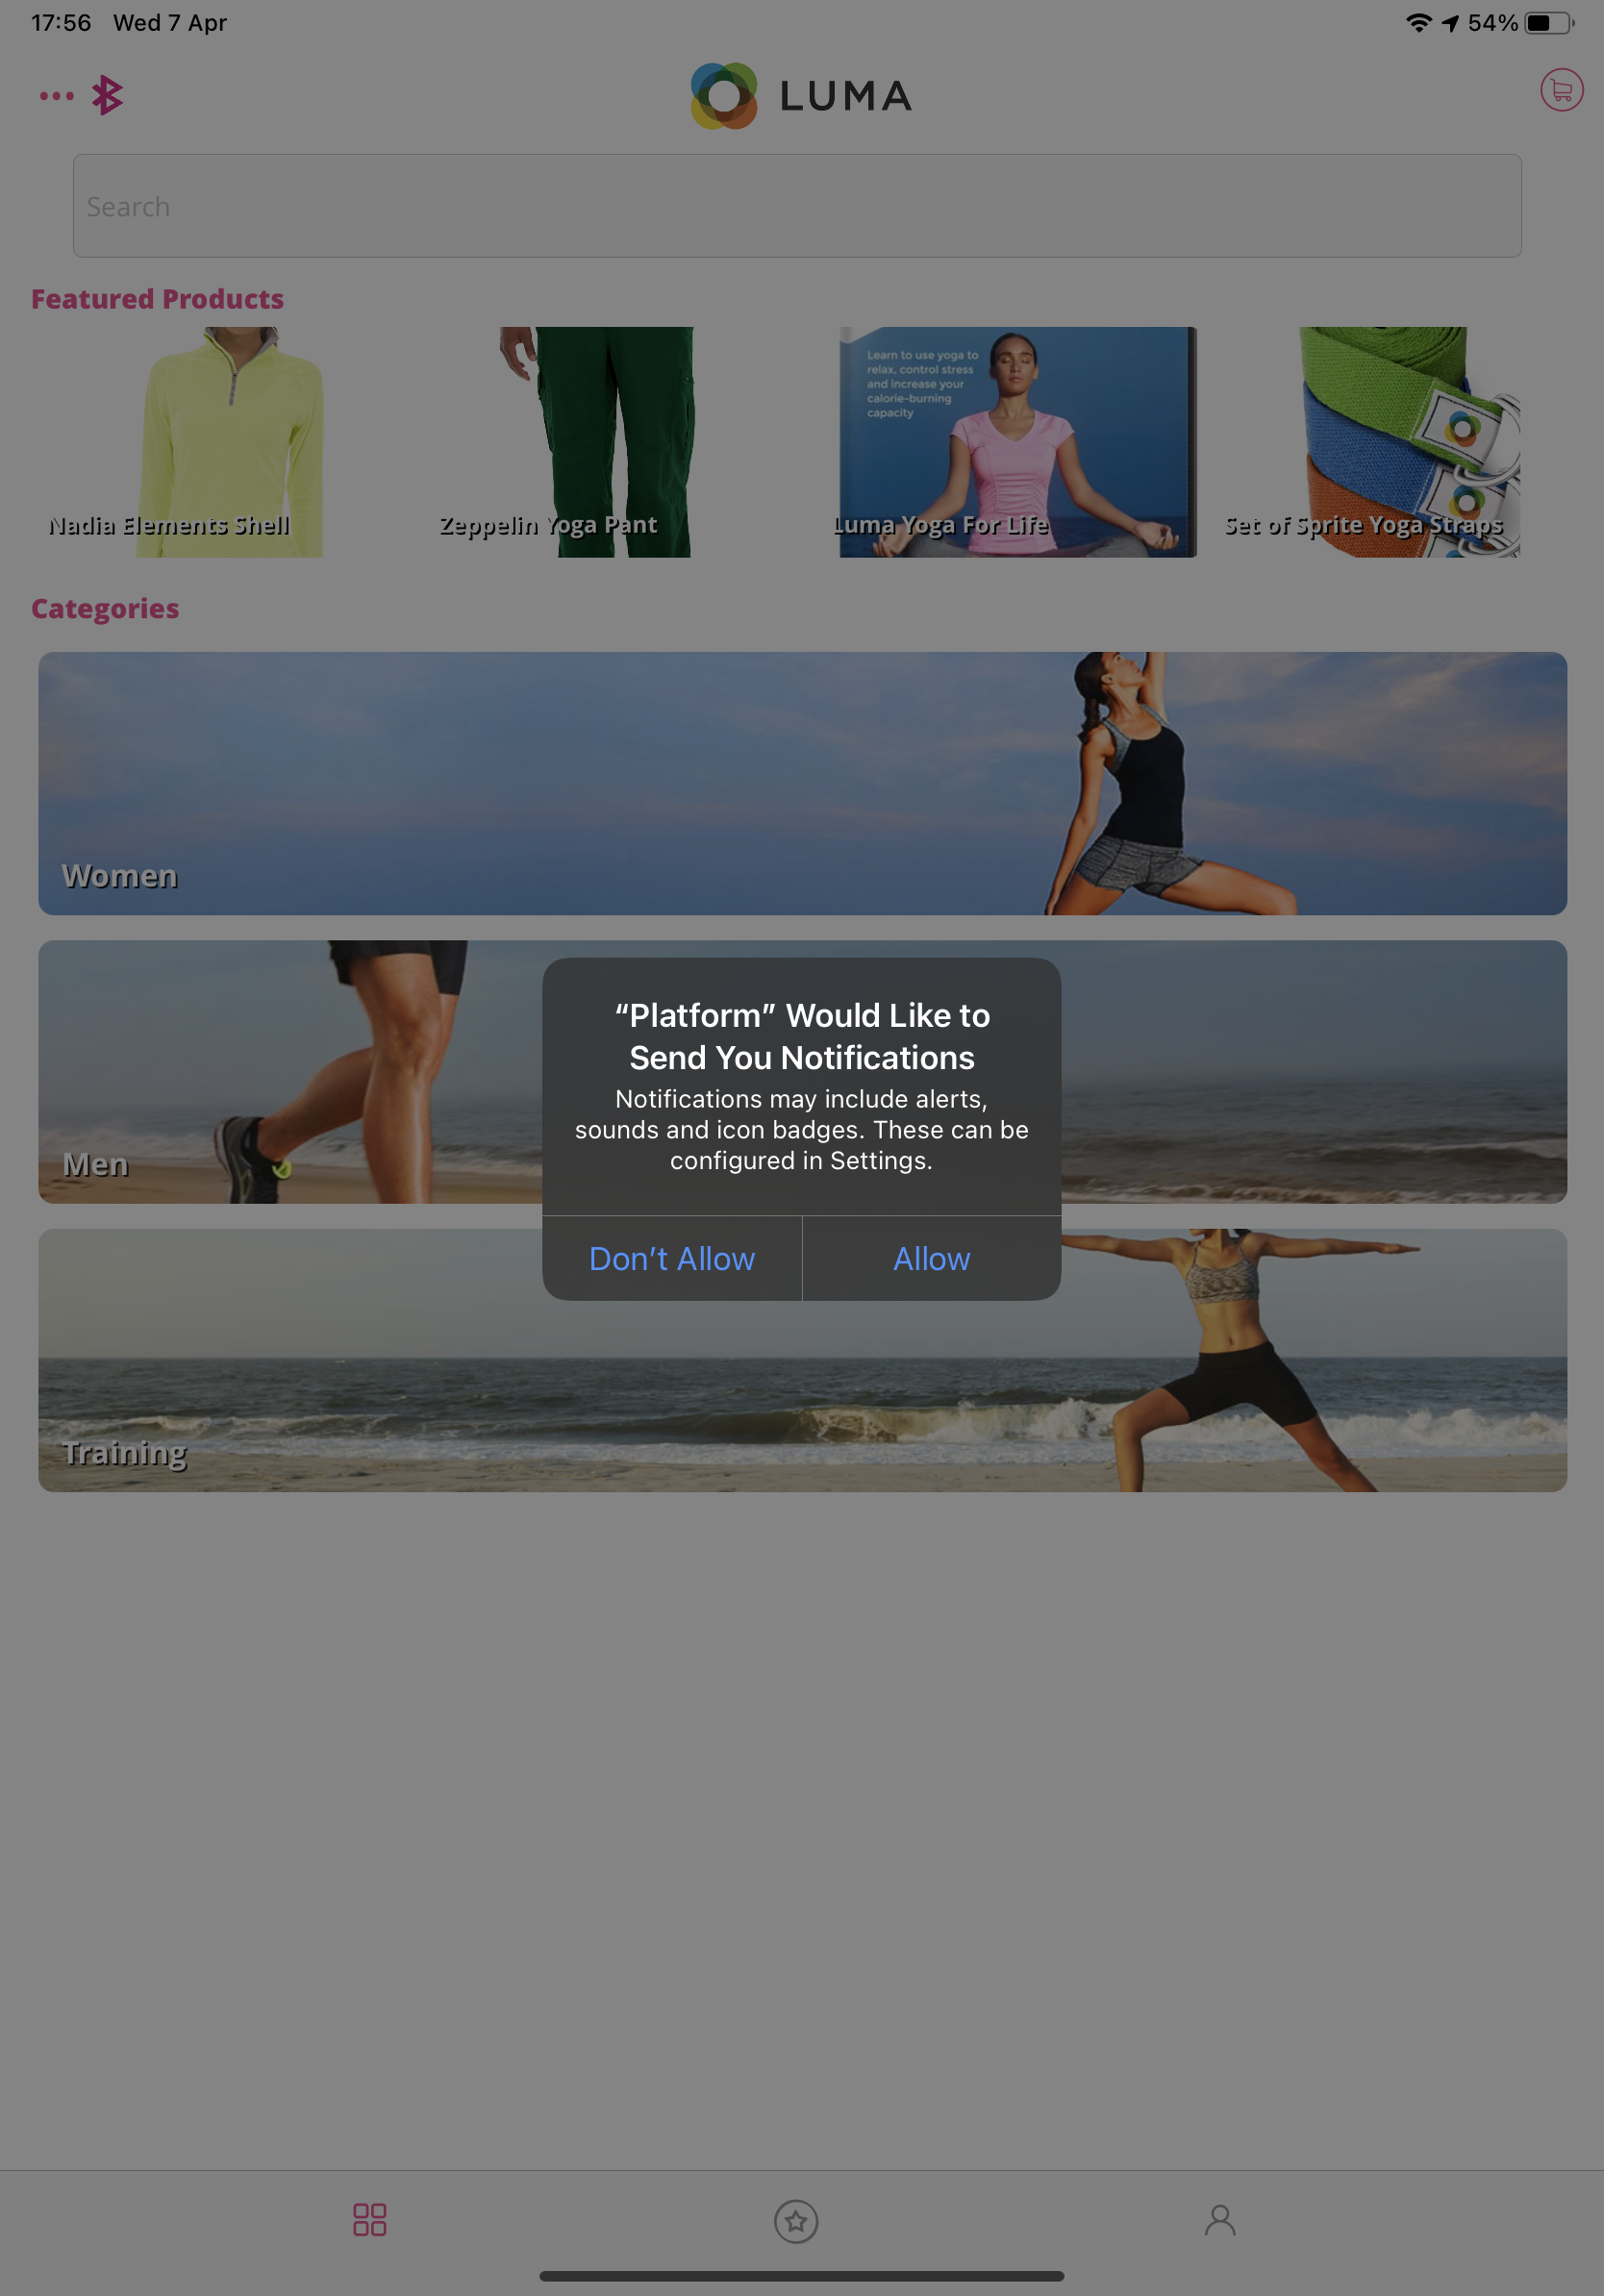 17:56 Wed 7 Apr
54%
LUMA
Search
Featured Products
Learn to use yoga to
relax, control stress
and increase your
calorie-burning
capacity
Nadia Elements Shell
Zeppelin Yoga Pant
Luma Yoga For Life
Set of Sprite Yoga Straps
Categories
Women
Men
“Platform” Would Like to
Send You Notifications
Notifications may include alerts,
sounds and icon badges. These can be
configured in Settings.
Don’t Allow
Allow
Training